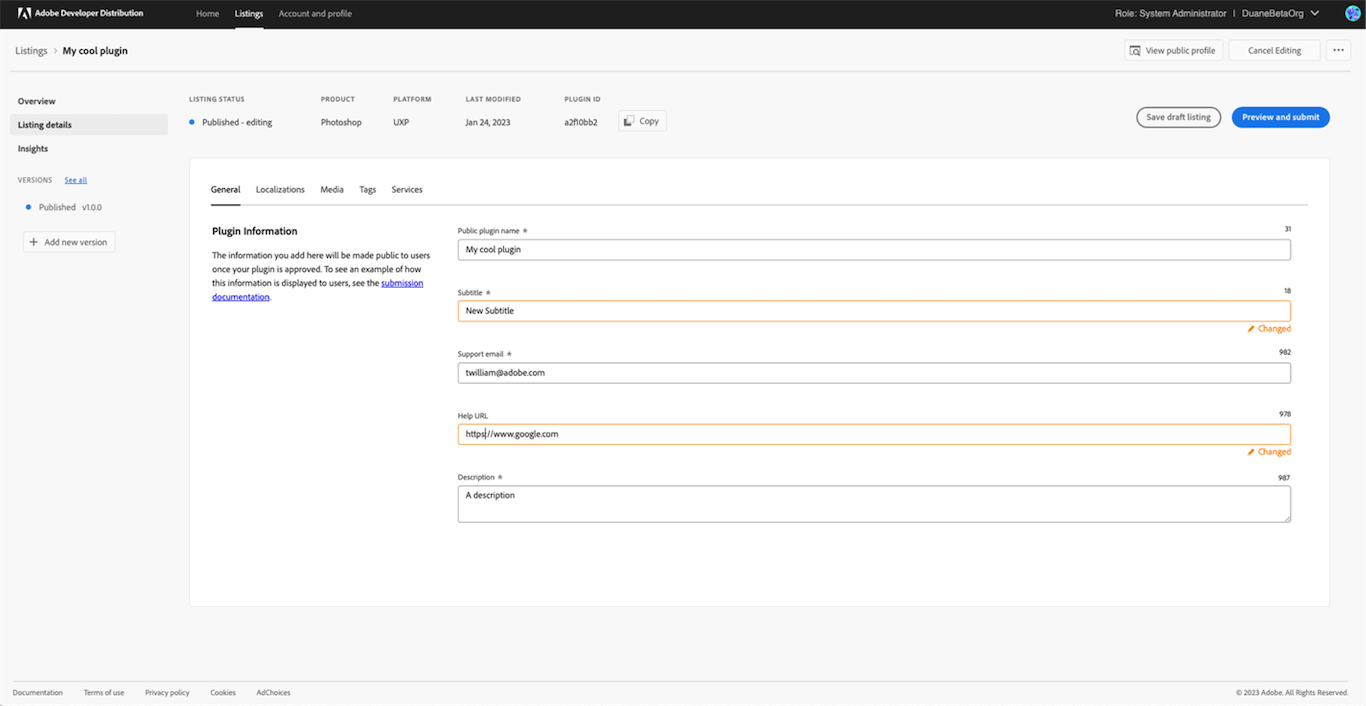 Adobe Developer Distribution
Home Listings Account and profile
Role: System Administrator | DuaneBetaOrg
Listings > My cool plugin
View public profile
Cancel Editing
Overview
Listing details
Insights
VERSIONS See all
Published v1.0.0
+ Add new version
LISTING STATUS PRODUCT PLATFORM LAST MODIFIED PLUGIN ID
Published - editing Photoshop UXP Jan 24, 2023 a2f10bb2 Copy
Save draft listing
Preview and submit
General Localizations Media Tags Services
Plugin Information
The information you add here will be made public to users
once your plugin is approved. To see an example of how
this information is displayed to users, see the submission
documentation.
Public plugin name * 31
My cool plugin
Subtitle * 18
New Subtitle
Changed
Support email * 982
twilliam@adobe.com
Help URL 978
https://www.google.com
Changed
Description * 987
A description
Documentation Terms of use Privacy policy Cookies AdChoices
© 2023 Adobe. All Rights Reserved.